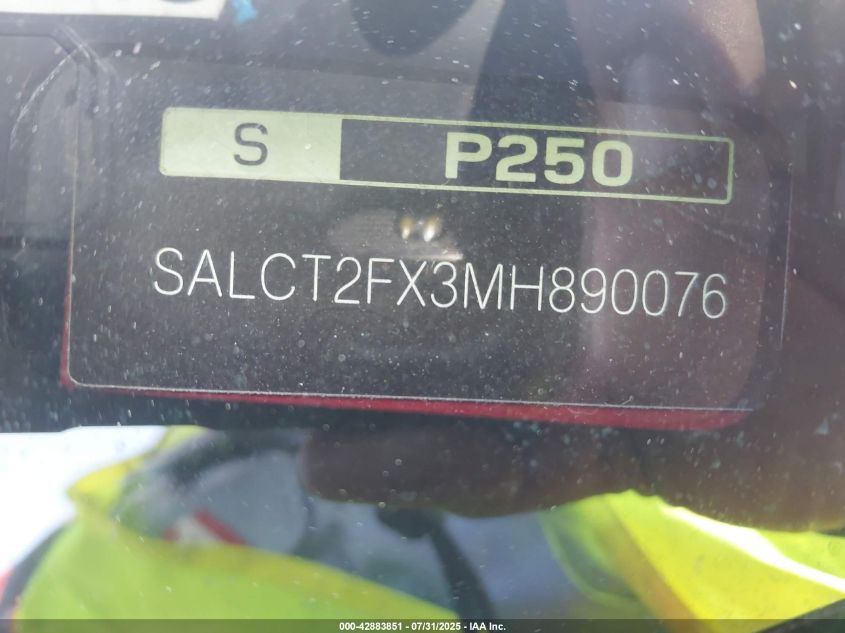 S P250
SALCT2FX3MH890076
000-42883851 - 07/31/2025 - IAA Inc.